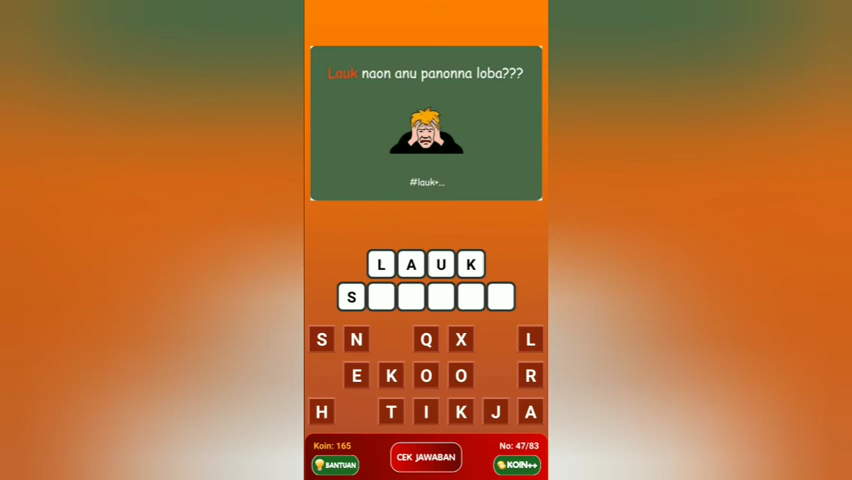 Lauk naon anu panonna loba???
#lauk+...
L A U K
S
S N Q X L
E K O O R
H T I K J A
Koin: 165
CEK JAWABAN
No: 47/83
BANTUAN
KOIN++